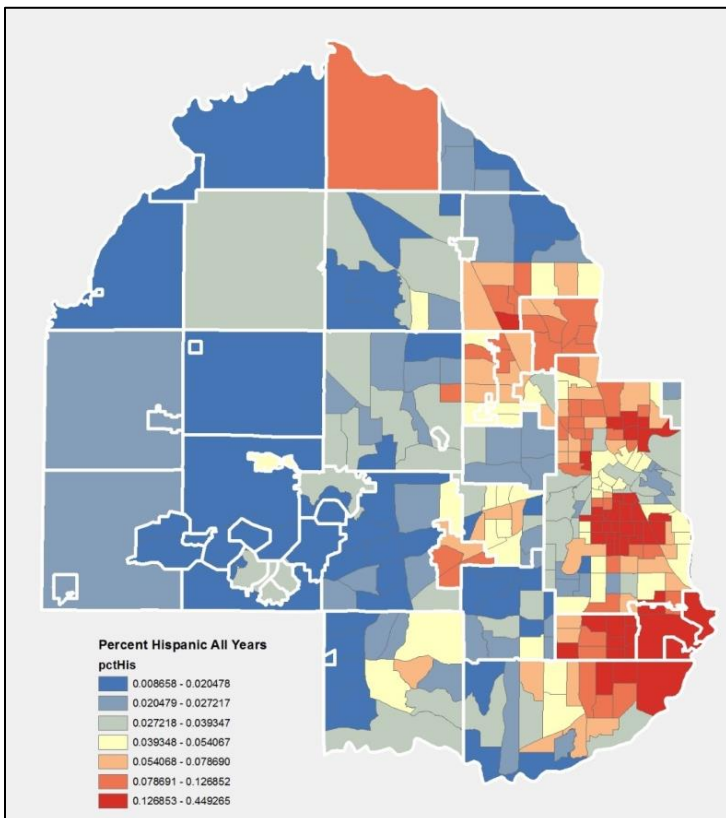 Percent Hispanic All Years
pctHis
0.008658 - 0.020478
0.020479 - 0.027217
0.027218 - 0.039347
0.039348 - 0.054067
0.054068 - 0.078690
0.078691 - 0.126852
0.126853 - 0.449265